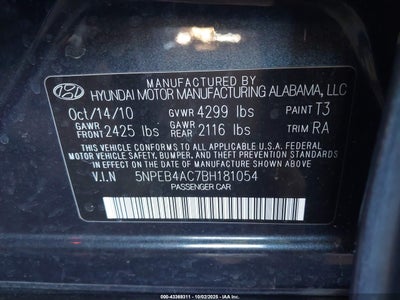 MANUFACTURED BY
HYUNDAI MOTOR MANUFACTURING ALABAMA, LLC
Oct/14/10 GVWR 4299 lbs PAINT T3
GAWR FRONT 2425 lbs GAWR REAR 2116 lbs TRIM RA
THIS VEHICLE CONFORMS TO ALL APPLICABLE U.S.A. FEDERAL
MOTOR VEHICLE SAFETY, BUMPER, AND THEFT PREVENTION
STANDARDS IN EFFECT ON THE DATE OF MANUFACTURE SHOWN ABOVE.
V.I.N 5NPEB4AC7BH181054
PASSENGER CAR
000-43369311 - 10/02/2025 - www.iaai.com